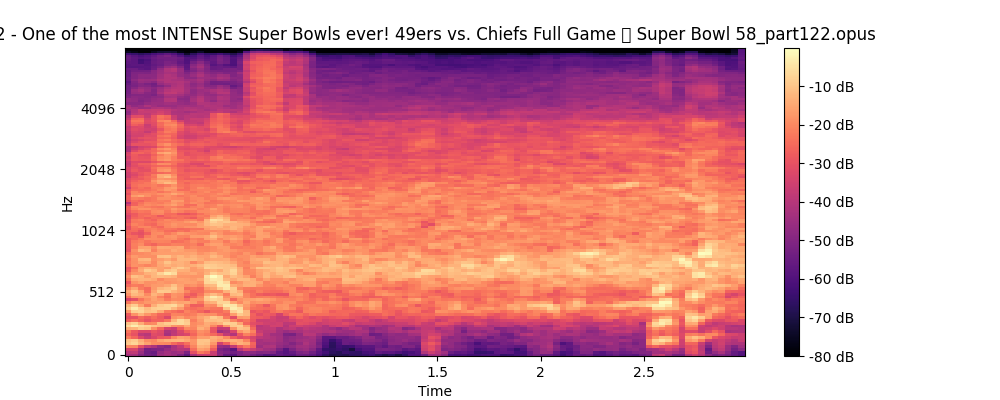 2 - One of the most INTENSE Super Bowls ever! 49ers vs. Chiefs Full Game ▯ Super Bowl 58_part122.opus
4096
2048
1024
512
0
Hz
0 0.5 1 1.5 2 2.5
Time
-10 dB
-20 dB
-30 dB
-40 dB
-50 dB
-60 dB
-70 dB
-80 dB